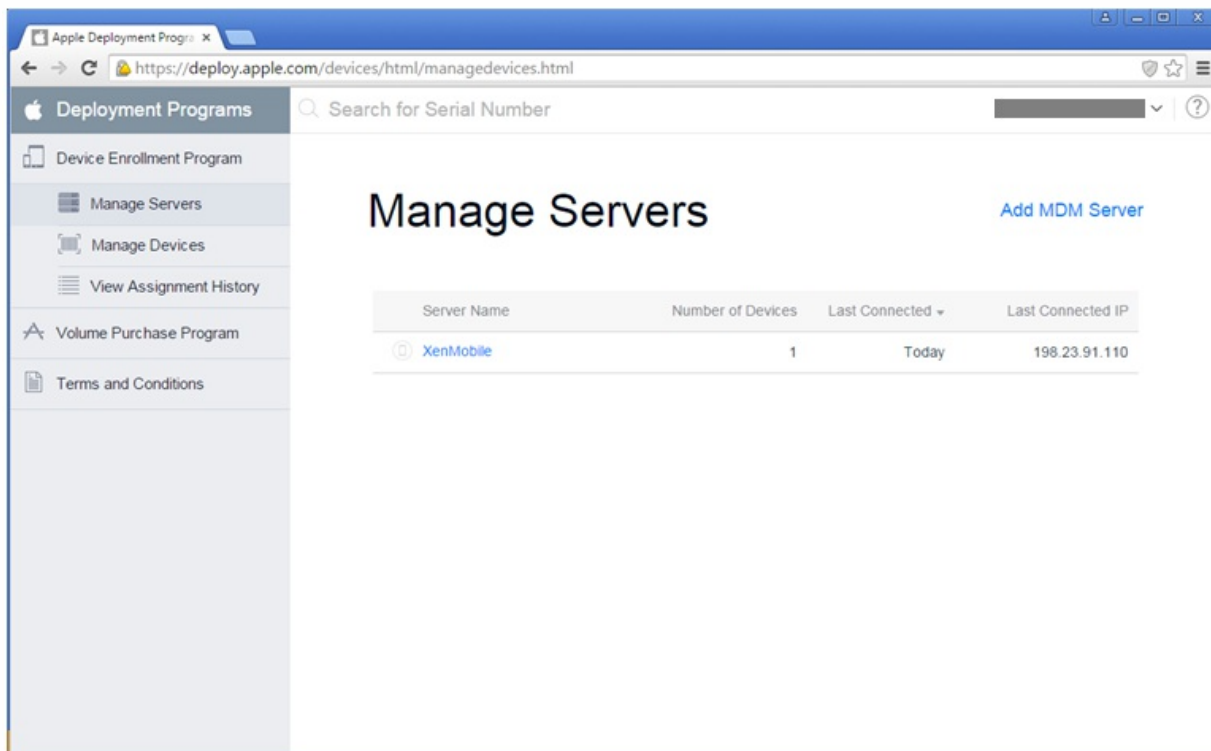 Apple Deployment Progra
https://deploy.apple.com/devices/html/managedevices.html
Deployment Programs
Search for Serial Number
Device Enrollment Program
Manage Servers
Manage Devices
View Assignment History
Volume Purchase Program
Terms and Conditions
Manage Servers
Add MDM Server
Server Name Number of Devices Last Connected Last Connected IP
XenMobile 1 Today 198.23.91.110